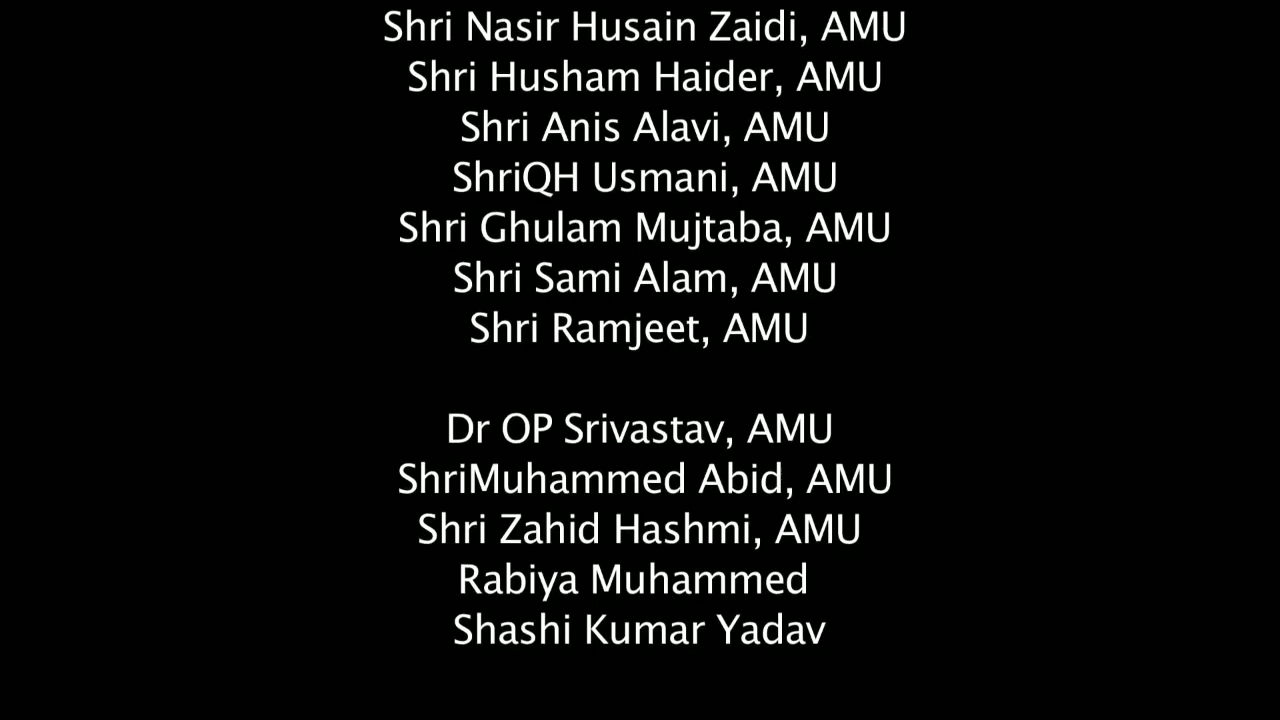 Shri Nasir Husain Zaidi, AMU
Shri Husham Haider, AMU
Shri Anis Alavi, AMU
ShriQH Usmani, AMU
Shri Ghulam Mujtaba, AMU
Shri Sami Alam, AMU
Shri Ramjeet, AMU
Dr OP Srivastav, AMU
ShriMuhammed Abid, AMU
Shri Zahid Hashmi, AMU
Rabiya Muhammed
Shashi Kumar Yadav